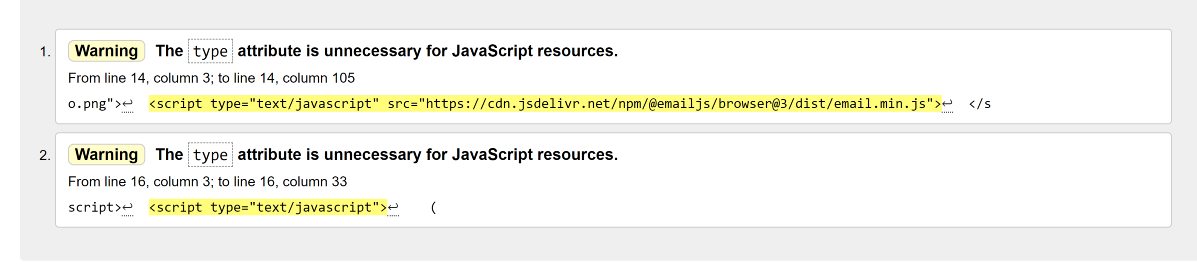 1. Warning The type attribute is unnecessary for JavaScript resources.
From line 14, column 3; to line 14, column 105
o.png">↩ <script type="text/javascript" src="https://cdn.jsdelivr.net/npm/@emailjs/browser@3/dist/email.min.js">↩ </s
2. Warning The type attribute is unnecessary for JavaScript resources.
From line 16, column 3; to line 16, column 33
script>↩ <script type="text/javascript">↩ (